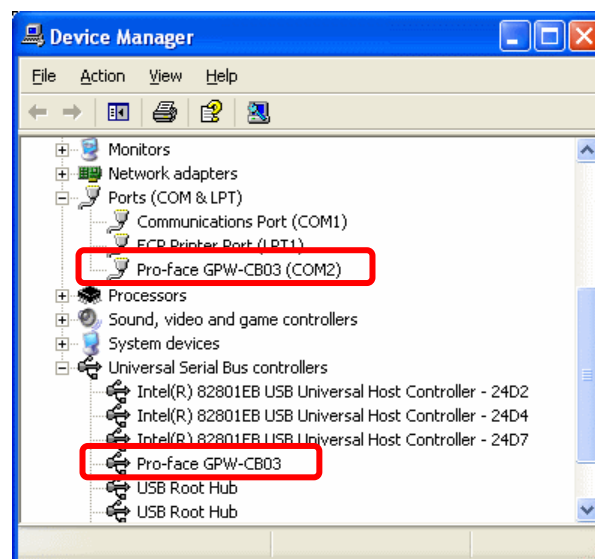 Device Manager
File Action View Help
Monitors
Network adapters
Ports (COM & LPT)
Communications Port (COM1)
ECP Printer Port (LPT1)
Pro-face GPW-CB03 (COM2)
Processors
Sound, video and game controllers
System devices
Universal Serial Bus controllers
Intel(R) 82801EB USB Universal Host Controller - 24D2
Intel(R) 82801EB USB Universal Host Controller - 24D4
Intel(R) 82801EB USB Universal Host Controller - 24D7
Pro-face GPW-CB03
USB Root Hub
USB Root Hub